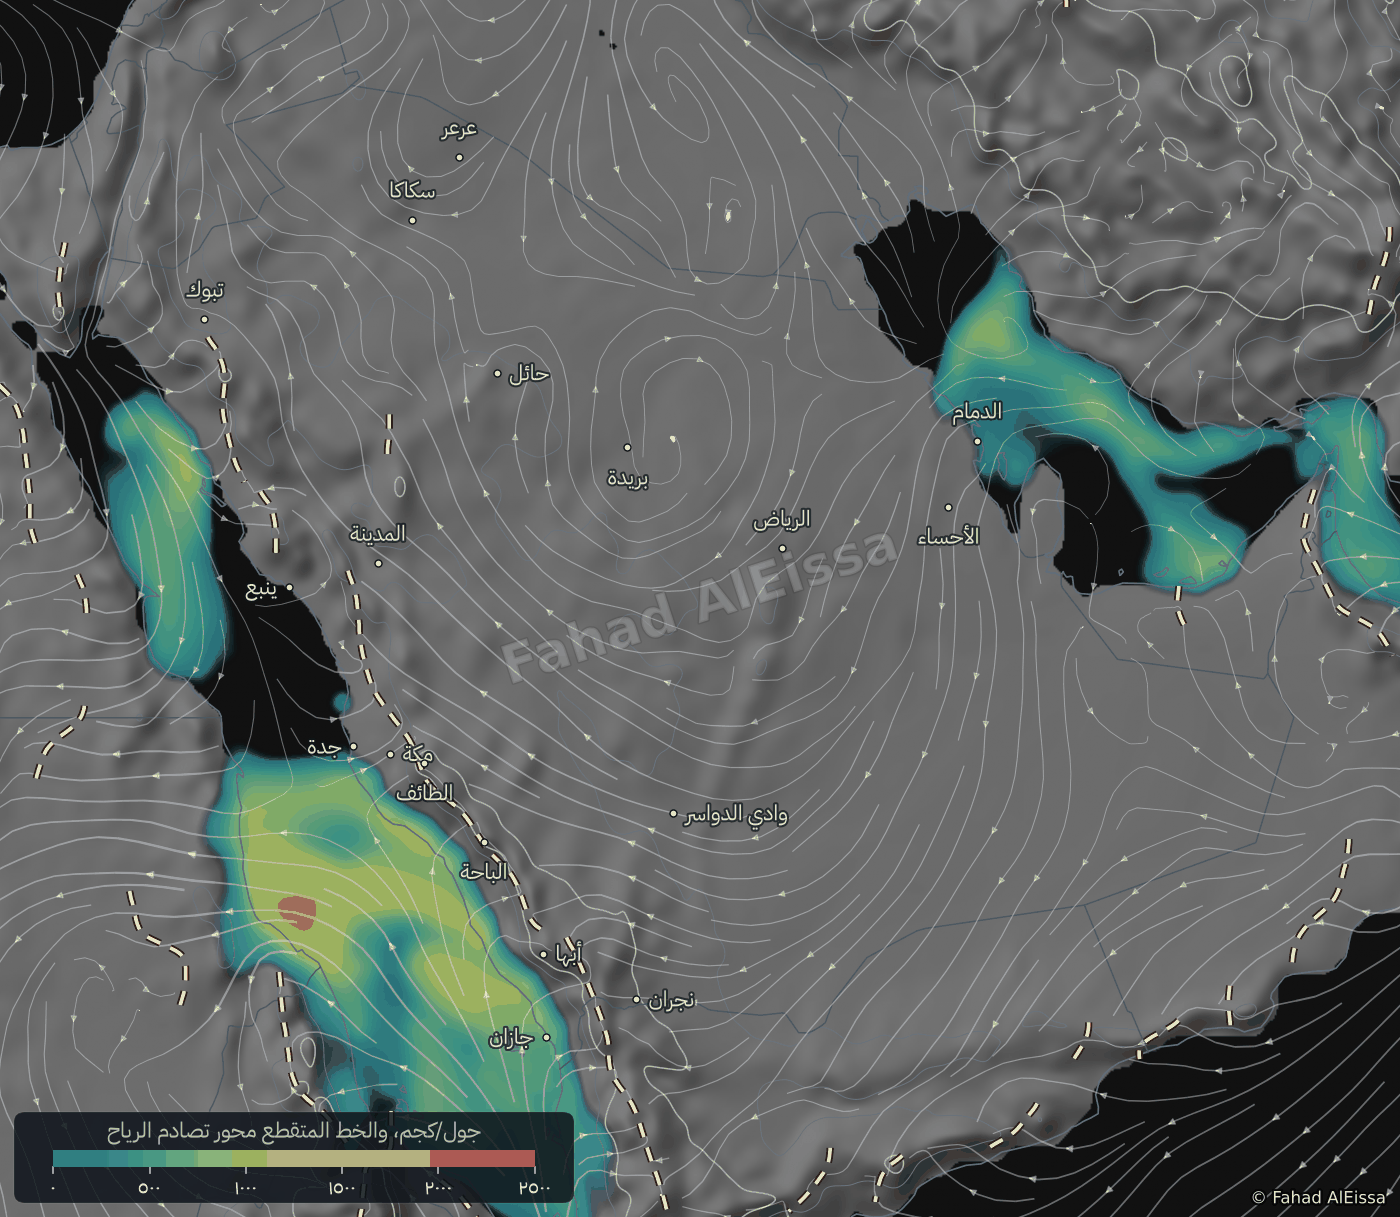 عرعر
سكاكا
تبوك
حائل
الدمام
بريدة
الرياض
الأحساء
المدينة
ينبع
Fahad AlEissa
جدة
مكة
الطائف
وادي الدواسر
الباحة
أبها
نجران
جازان
جول/كجم، والخط المتقطع محور تصادم الرياح
٠ ٥٠٠ ١٠٠٠ ١٥٠٠ ٢٠٠٠ ٢٥٠٠
© Fahad AlEissa